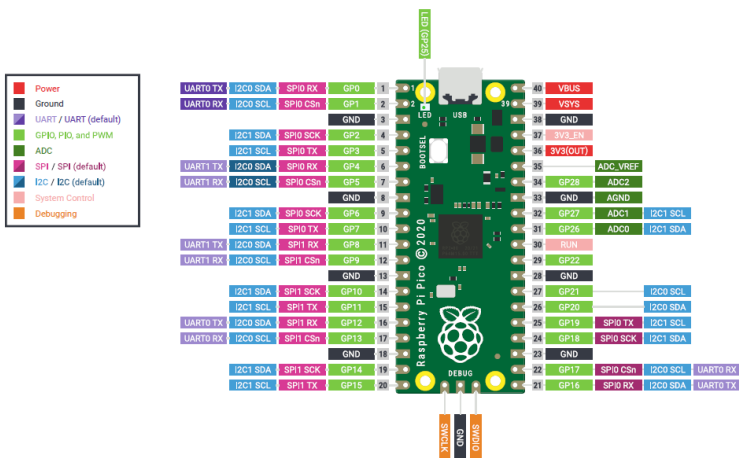 LED (GP25)
Power
Ground
UART / UART (default)
GPIO, PIO, and PWM
ADC
SPI / SPI (default)
I2C / I2C (default)
System Control
Debugging
UART0 TX I2C0 SDA SPI0 RX GP0 1
UART0 RX I2C0 SCL SPI0 CSn GP1 2
GND 3
I2C1 SDA SPI0 SCK GP2 4
I2C1 SCL SPI0 TX GP3 5
UART1 TX I2C0 SDA SPI0 RX GP4 6
UART1 RX I2C0 SCL SPI0 CSn GP5 7
GND 8
I2C1 SDA SPI0 SCK GP6 9
I2C1 SCL SPI0 TX GP7 10
UART1 TX I2C0 SDA SPI1 RX GP8 11
UART1 RX I2C0 SCL SPI1 CSn GP9 12
GND 13
I2C1 SDA SPI1 SCK GP10 14
I2C1 SCL SPI1 TX GP11 15
UART0 TX I2C0 SDA SPI1 RX GP12 16
UART0 RX I2C0 SCL SPI1 CSn GP13 17
GND 18
I2C1 SDA SPI1 SCK GP14 19
I2C1 SCL SPI1 TX GP15 20
1
2
39
LED
USB
BOOTSEL
Raspberry Pi Pico © 2020
DEBUG
40 VBUS
39 VSYS
38 GND
37 3V3_EN
36 3V3(OUT)
35 ADC_VREF
34 GP28 ADC2
33 GND AGND
32 GP27 ADC1 I2C1 SCL
31 GP26 ADC0 I2C1 SDA
30 RUN
29 GP22
28 GND
27 GP21 I2C0 SCL
26 GP20 I2C0 SDA
25 GP19 SPI0 TX I2C1 SCL
24 GP18 SPI0 SCK I2C1 SDA
23 GND
22 GP17 SPI0 CSn I2C0 SCL UART0 RX
21 GP16 SPI0 RX I2C0 SDA UART0 TX
SWCLK
GND
SWDIO